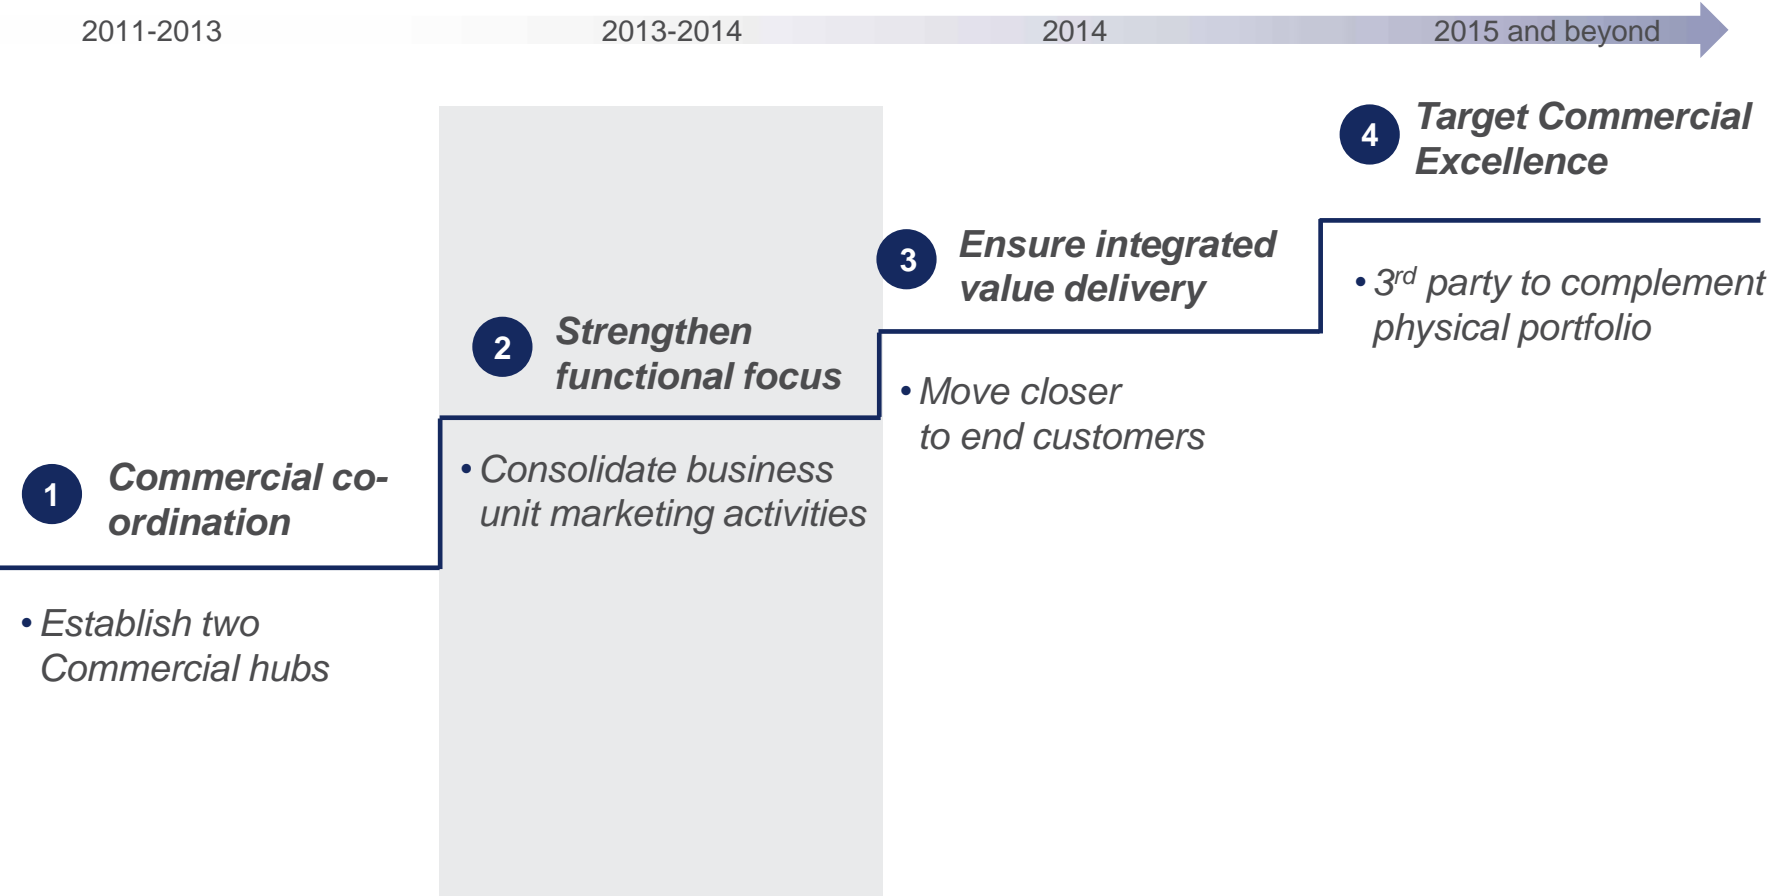 2011-2013
2013-2014
2014
2015 and beyond
1
Commercial co-
ordination
• Establish two
Commercial hubs
2
Strengthen
functional focus
• Consolidate business
unit marketing activities
3
Ensure integrated
value delivery
• Move closer
to end customers
4
Target Commercial
Excellence
• 3rd party to complement
physical portfolio